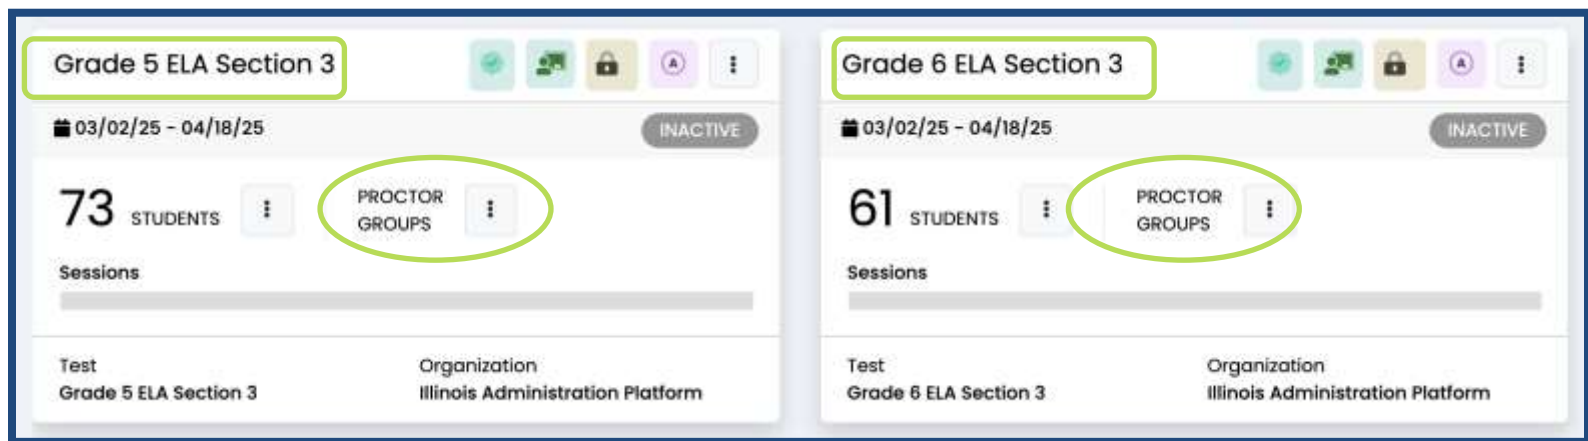 Grade 5 ELA Section 3
A
03/02/25 - 04/18/25
INACTIVE
73 STUDENTS
PROCTOR
GROUPS
Sessions
Test
Grade 5 ELA Section 3
Organization
Illinois Administration Platform
Grade 6 ELA Section 3
A
03/02/25 - 04/18/25
INACTIVE
61 STUDENTS
PROCTOR
GROUPS
Sessions
Test
Grade 6 ELA Section 3
Organization
Illinois Administration Platform